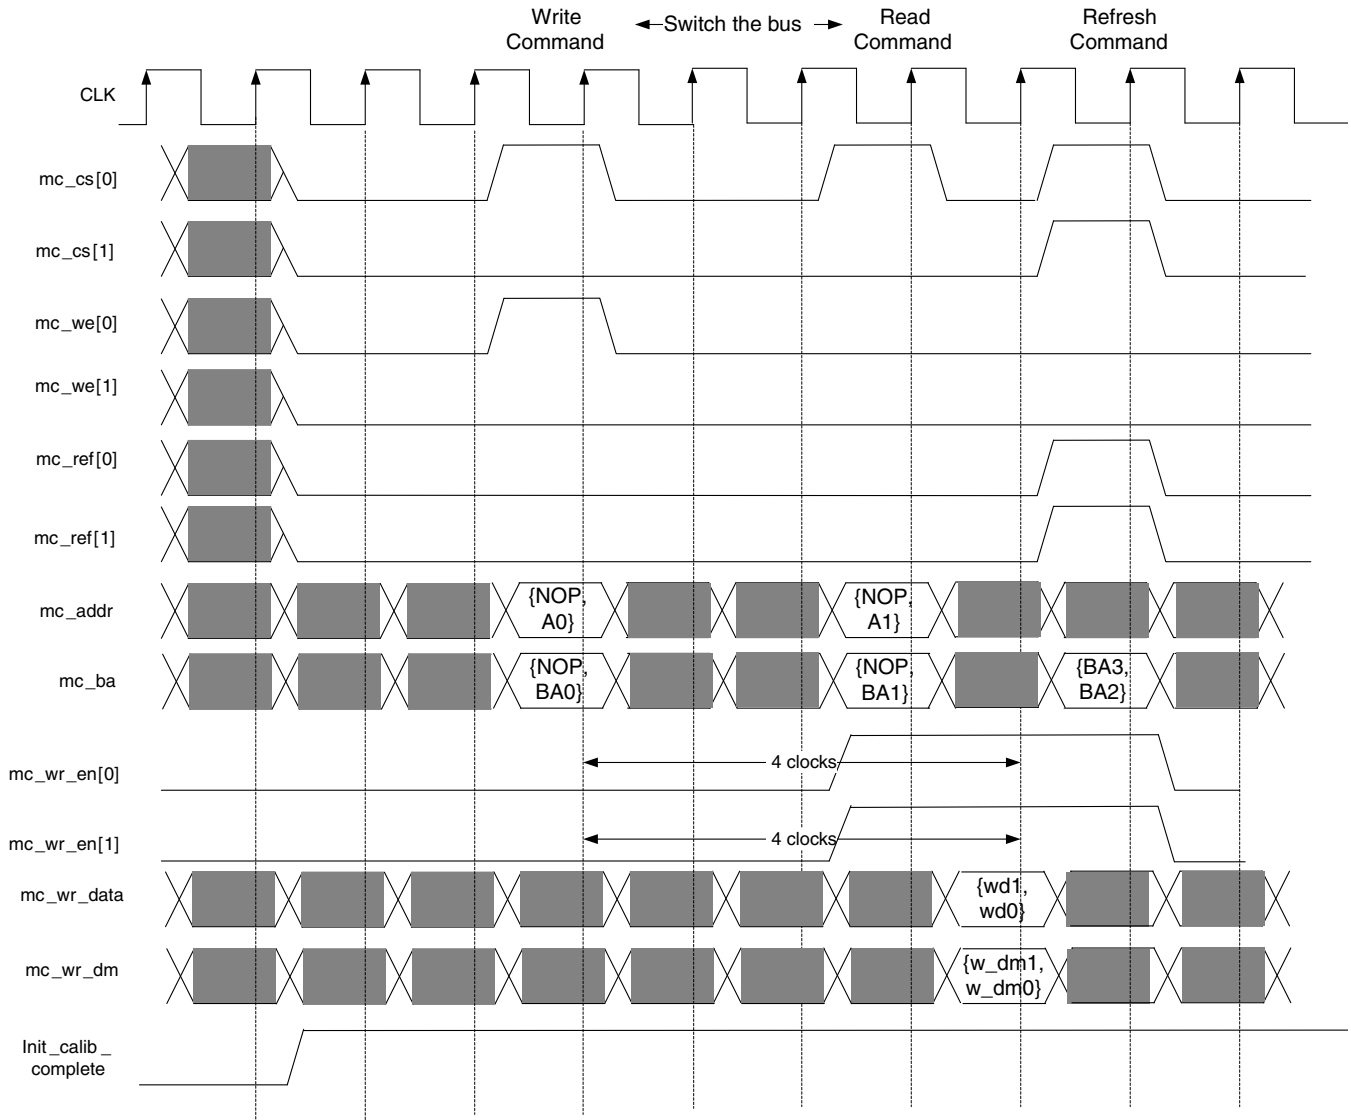 Write
Command
Switch the bus
Read
Command
Refresh
Command
CLK
mc_cs[0]
mc_cs[1]
mc_we[0]
mc_we[1]
mc_ref[0]
mc_ref[1]
mc_addr
{NOP,
A0}
{NOP,
A1}
mc_ba
{NOP,
BA0}
{NOP,
BA1}
{BA3,
BA2}
mc_wr_en[0]
4 clocks
mc_wr_en[1]
4 clocks
mc_wr_data
{wd1,
wd0}
mc_wr_dm
{w_dm1,
w_dm0}
Init_calib_
complete